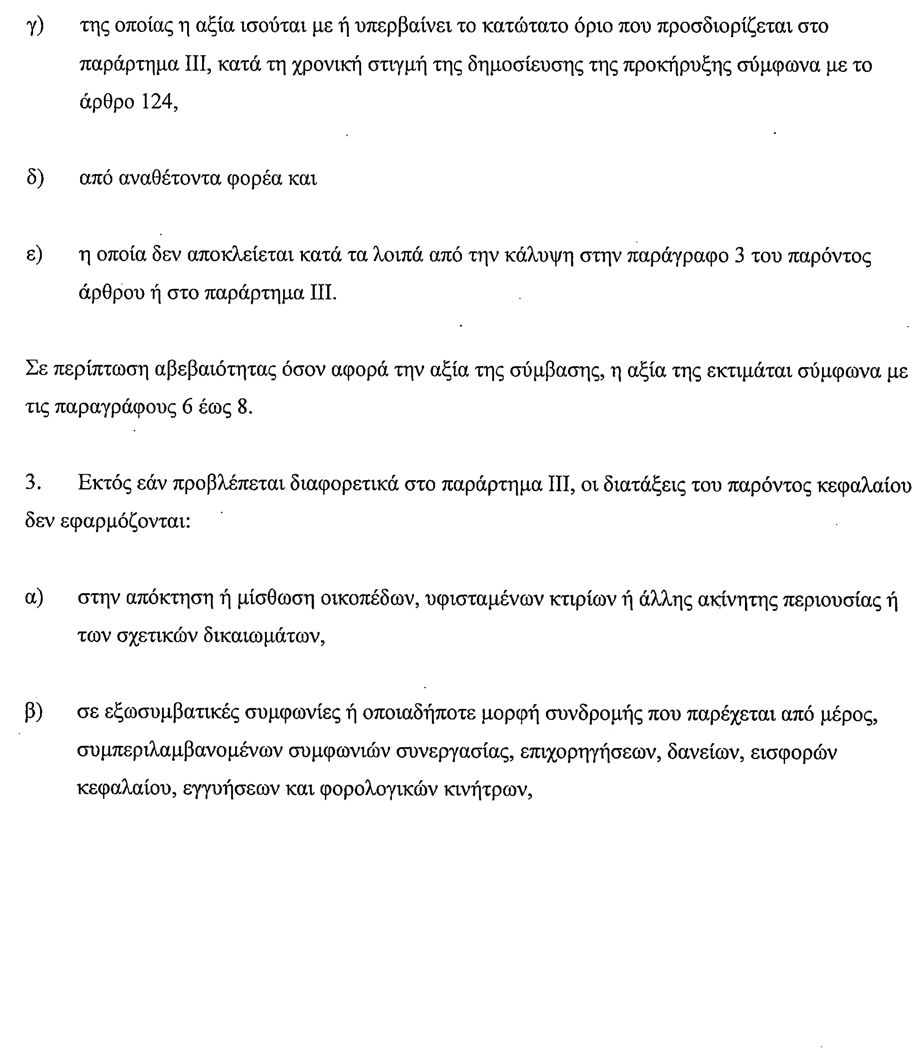 γ) της οποίας η αξία ισούται με ή υπερβαίνει το κατώτατο όριο που προσδιορίζεται στο
παράρτημα III, κατά τη χρονική στιγμή της δημοσίευσης της προκήρυξης σύμφωνα με το
άρθρο 124,
δ) από αναθέτοντα φορέα και
ε) η οποία δεν αποκλείεται κατά τα λοιπά από την κάλυψη στην παράγραφο 3 του παρόντος
άρθρου ή στο παράρτημα III.
Σε περίπτωση αβεβαιότητας όσον αφορά την αξία της σύμβασης, η αξία της εκτιμάται σύμφωνα με
τις παραγράφους 6 έως 8.
3. Εκτός εάν προβλέπεται διαφορετικά στο παράρτημα III, οι διατάξεις του παρόντος κεφαλαίου
δεν εφαρμόζονται:
α) στην απόκτηση ή μίσθωση οικοπέδων, υφισταμένων κτιρίων ή άλλης ακίνητης περιουσίας ή
των σχετικών δικαιωμάτων,
β) σε εξωσυμβατικές συμφωνίες ή οποιαδήποτε μορφή συνδρομής που παρέχεται από μέρος,
συμπεριλαμβανομένων συμφωνιών συνεργασίας, επιχορηγήσεων, δανείων, εισφορών
κεφαλαίου, εγγυήσεων και φορολογικών κινήτρων,